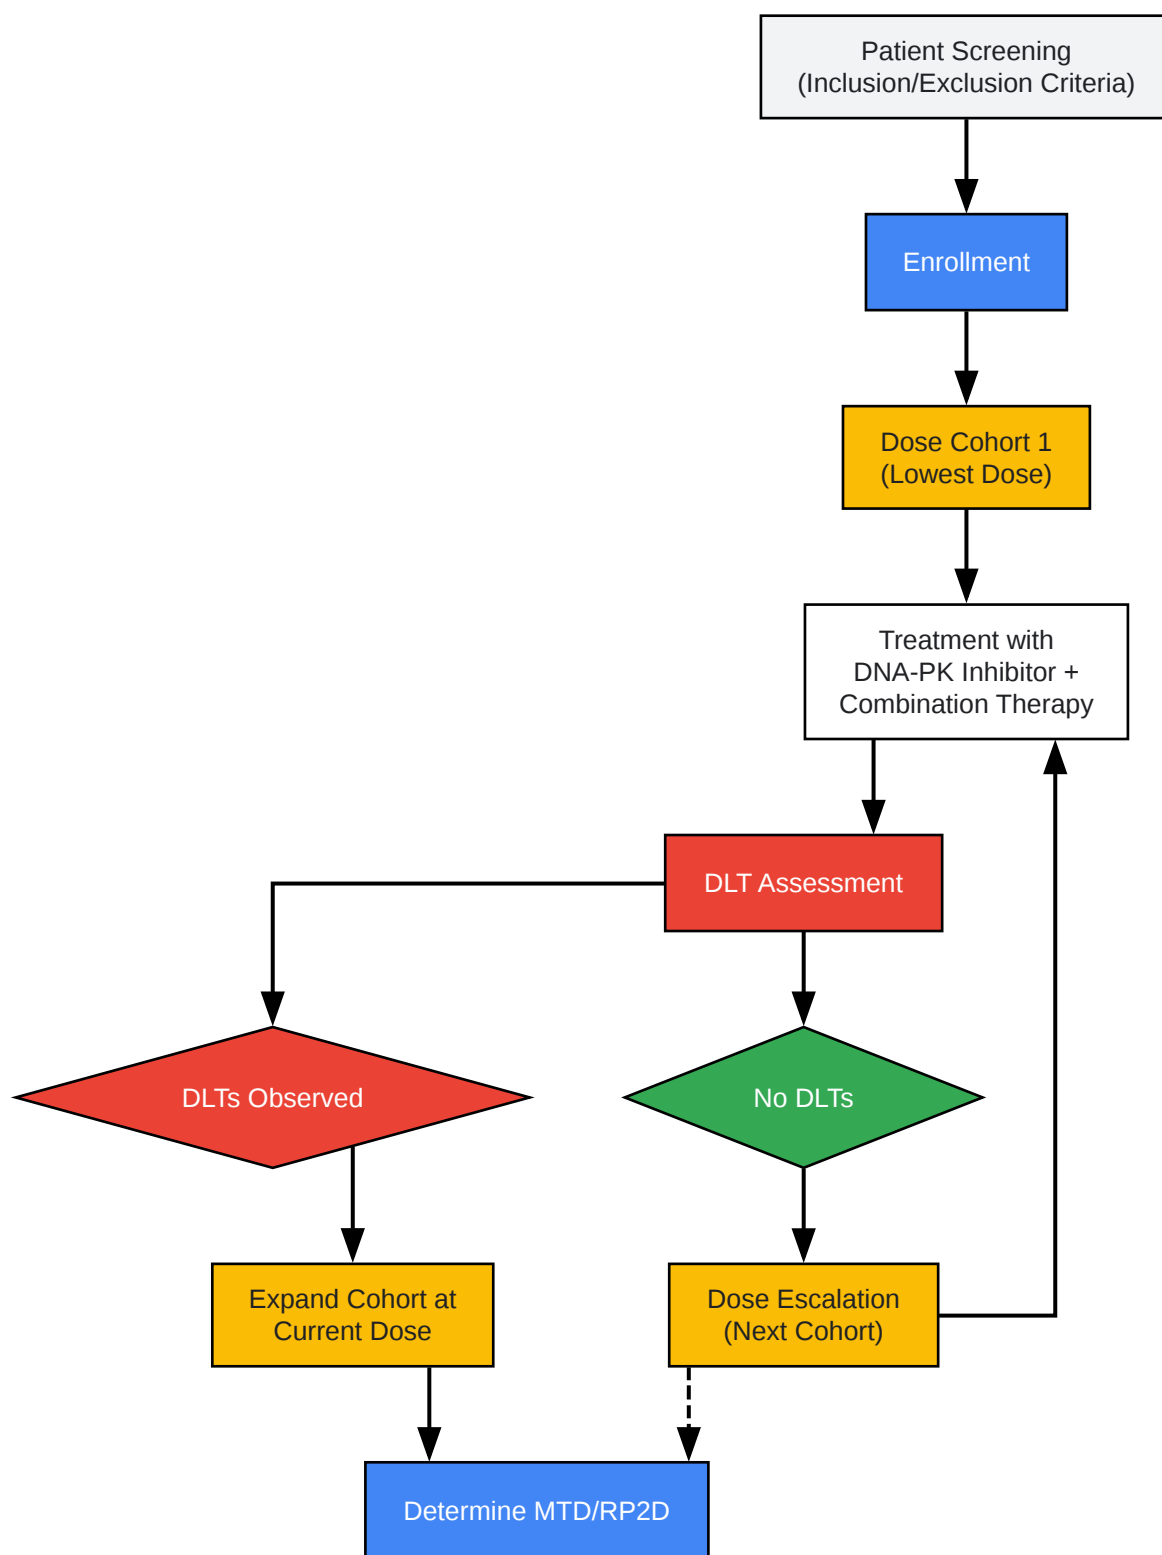 Patient Screening
(Inclusion/Exclusion Criteria)
Enrollment
Dose Cohort 1
(Lowest Dose)
Treatment with
DNA-PK Inhibitor +
Combination Therapy
DLT Assessment
DLTs Observed
No DLTs
Expand Cohort at
Current Dose
Dose Escalation
(Next Cohort)
Determine MTD/RP2D